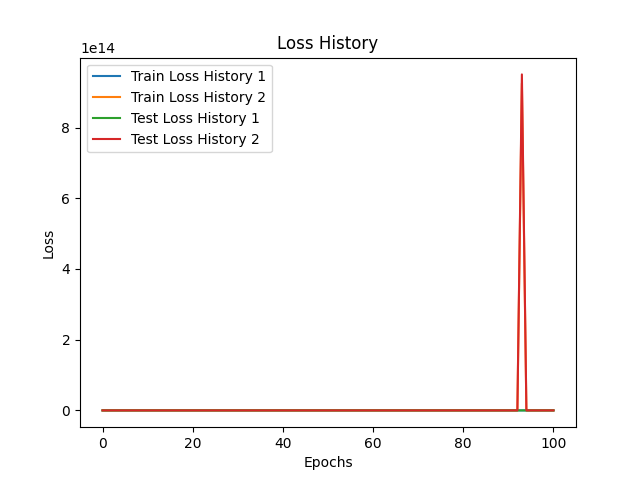 Loss History
1e14
Train Loss History 1
Train Loss History 2
Test Loss History 1
Test Loss History 2
8
6
4
2
0
Loss
0 20 40 60 80 100
Epochs